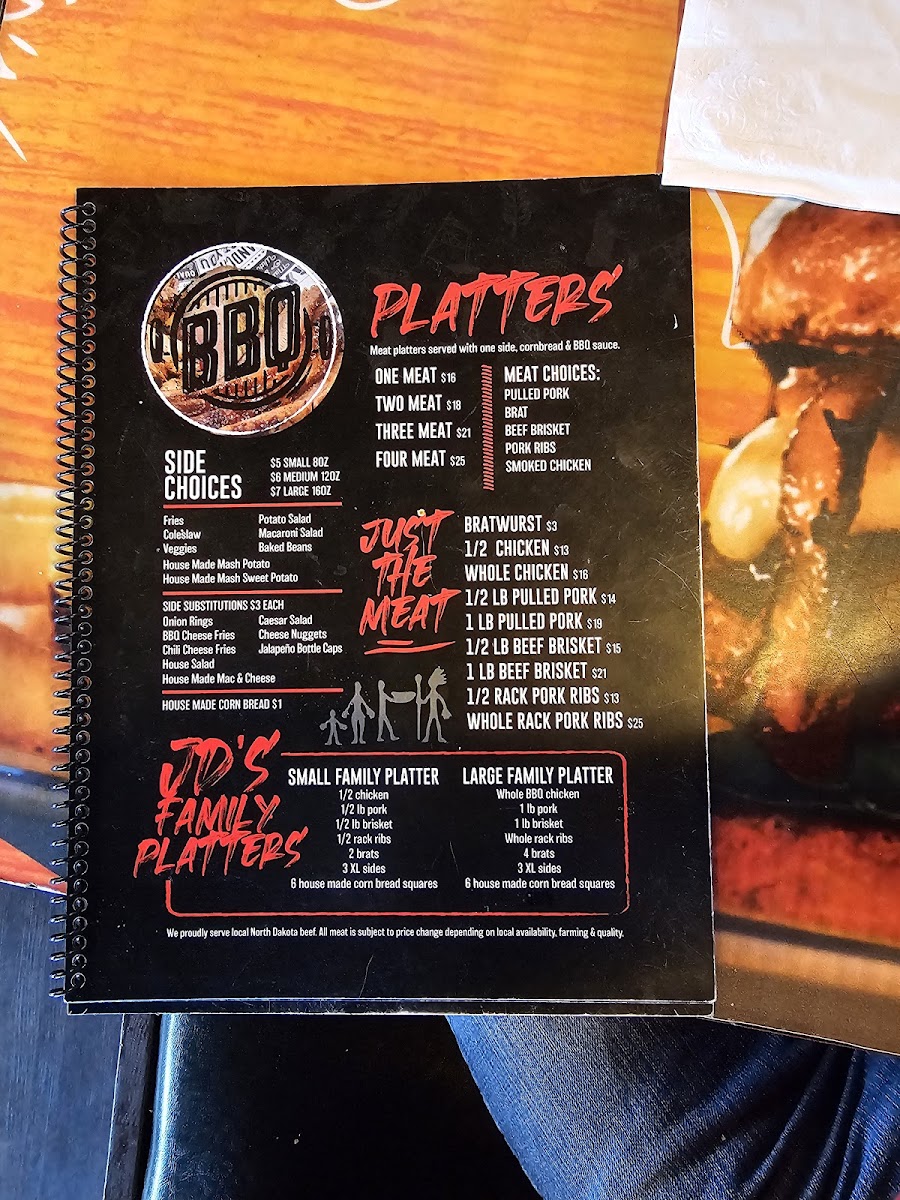 BBQ
PLATTERS
Meat platters served with one side, cornbread & BBQ sauce.
ONE MEAT $16
TWO MEAT $18
THREE MEAT $21
FOUR MEAT $25
MEAT CHOICES:
PULLED PORK
BRAT
BEEF BRISKET
PORK RIBS
SMOKED CHICKEN
SIDE
CHOICES
$5 SMALL 8OZ
$6 MEDIUM 12OZ
$7 LARGE 16OZ
Fries
Coleslaw
Veggies
Potato Salad
Macaroni Salad
Baked Beans
House Made Mash Potato
House Made Mash Sweet Potato
SIDE SUBSTITUTIONS $3 EACH
Onion Rings
BBQ Cheese Fries
Chili Cheese Fries
House Salad
House Made Mac & Cheese
Caesar Salad
Cheese Nuggets
Jalapeño Bottle Caps
HOUSE MADE CORN BREAD $1
JUST
THE
MEAT
BRATWURST $3
1/2 CHICKEN $13
WHOLE CHICKEN $16
1/2 LB PULLED PORK $14
1 LB PULLED PORK $19
1/2 LB BEEF BRISKET $15
1 LB BEEF BRISKET $21
1/2 RACK PORK RIBS $13
WHOLE RACK PORK RIBS $25
JD'S
FAMILY
PLATTERS
SMALL FAMILY PLATTER
1/2 chicken
1/2 lb pork
1/2 lb brisket
1/2 rack ribs
2 brats
3 XL sides
6 house made corn bread squares
LARGE FAMILY PLATTER
Whole BBQ chicken
1 lb pork
1 lb brisket
Whole rack ribs
4 brats
3 XL sides
6 house made corn bread squares
We proudly serve local North Dakota beef. All meat is subject to price change depending on local availability, farming & quality.